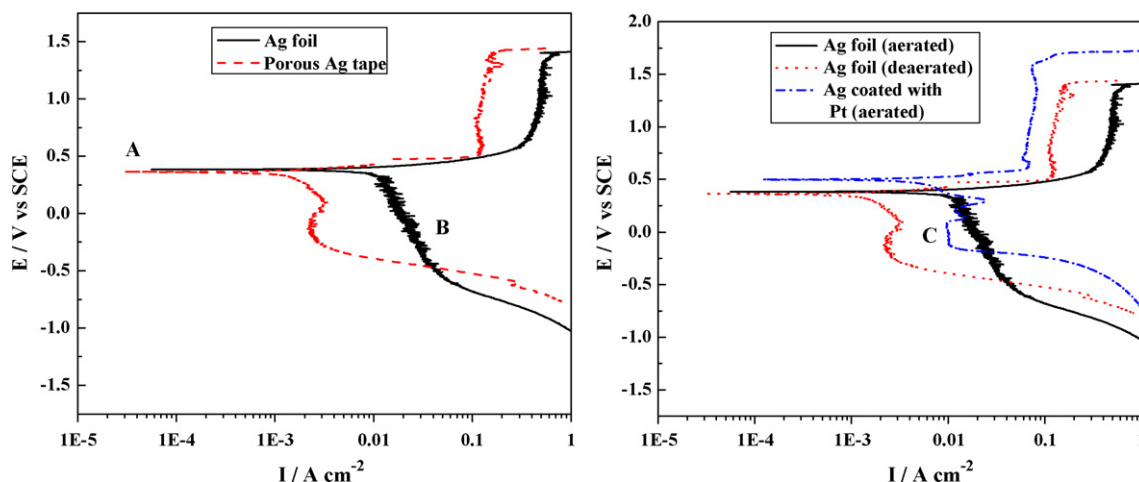 Ag foil
Porous Ag tape
A
B
E / V vs SCE
1.5
1.0
0.5
0.0
-0.5
-1.0
-1.5
1E-5
1E-4
1E-3
0.01
0.1
1
I / A cm-2
Ag foil (aerated)
Ag foil (deaerated)
Ag coated with
Pt (aerated)
C
E / V vs SCE
2.0
1.5
1.0
0.5
0.0
-0.5
-1.0
-1.5
1E-5
1E-4
1E-3
0.01
0.1
1
I / A cm-2